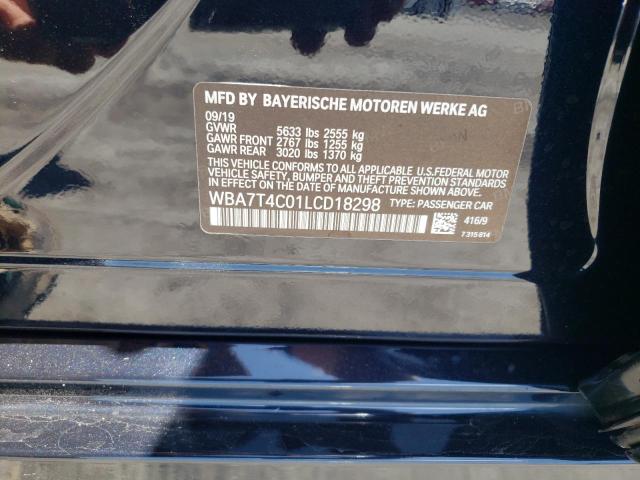 MFD BY BAYERISCHE MOTOREN WERKE AG
09/19
GVWR 5633 lbs 2555 kg
GAWR FRONT 2767 lbs 1255 kg
GAWR REAR 3020 lbs 1370 kg
THIS VEHICLE CONFORMS TO ALL APPLICABLE U.S.FEDERAL MOTOR
VEHICLE SAFETY, BUMPER AND THEFT PREVENTION STANDARDS
IN EFFECT ON THE DATE OF MANUFACTURE SHOWN ABOVE.
WBA7T4C01LCD18298 TYPE: PASSENGER CAR
416/9
7315814